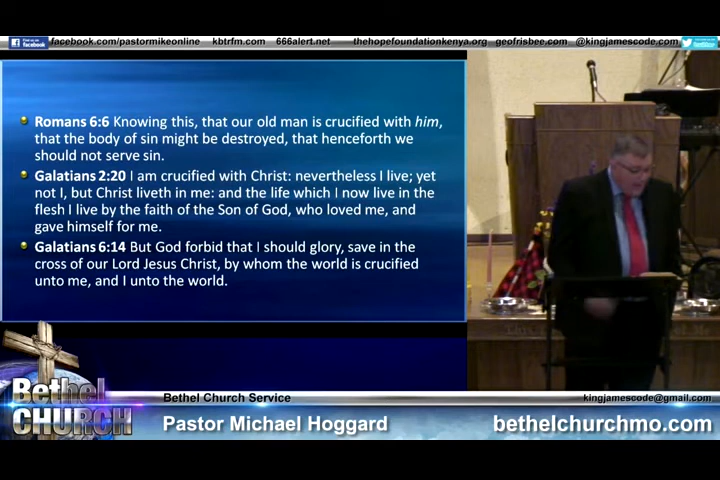 Find us on facebook
facebook.com/pastormikeonline kbtrfm.com 666alert.net thehopefoundationkenya.org geofrisbee.com @kingjamescode.com
Romans 6:6 Knowing this, that our old man is crucified with him,
that the body of sin might be destroyed, that henceforth we
should not serve sin.
Galatians 2:20 I am crucified with Christ: nevertheless I live; yet
not I, but Christ liveth in me: and the life which I now live in the
flesh I live by the faith of the Son of God, who loved me, and
gave himself for me.
Galatians 6:14 But God forbid that I should glory, save in the
cross of our Lord Jesus Christ, by whom the world is crucified
unto me, and I unto the world.
Bethel
CHURCH
Bethel Church Service
kingjamescode@gmail.com
Pastor Michael Hoggard
bethelchurchmo.com